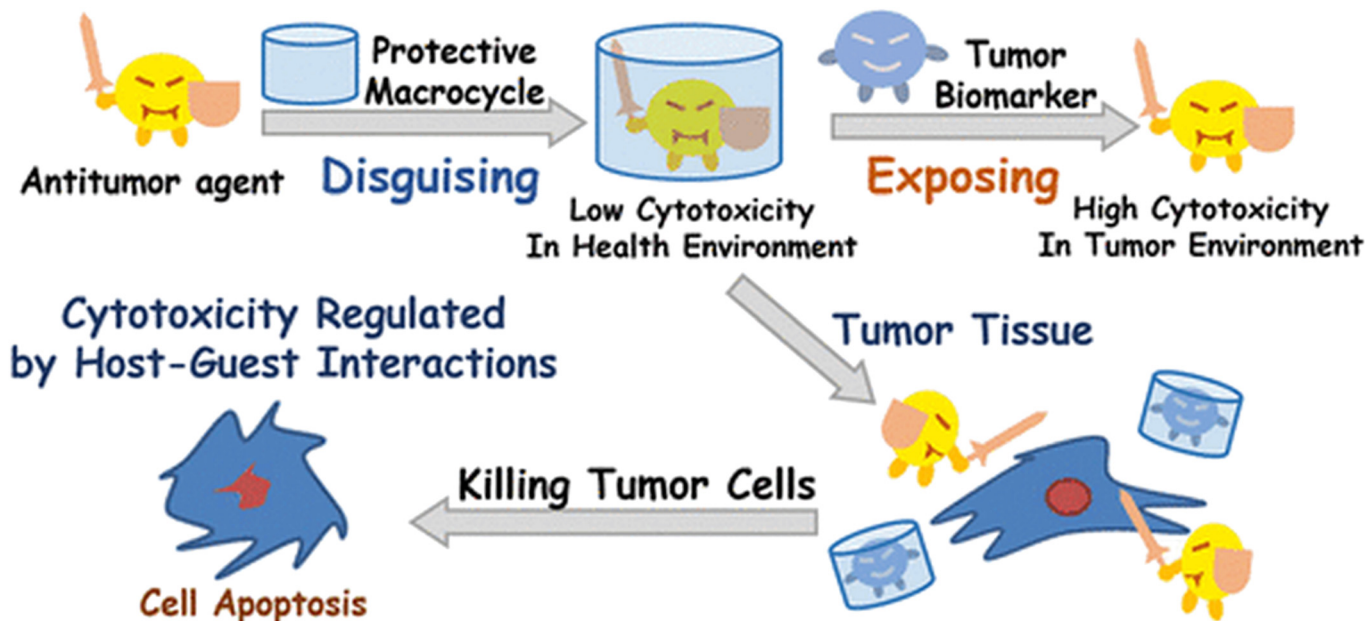 Protective
Macrocycle
Tumor
Biomarker
Antitumor agent
Disguising
Exposing
Low Cytotoxicity
In Health Environment
High Cytotoxicity
In Tumor Environment
Cytotoxicity Regulated
by Host-Guest Interactions
Tumor Tissue
Killing Tumor Cells
Cell Apoptosis